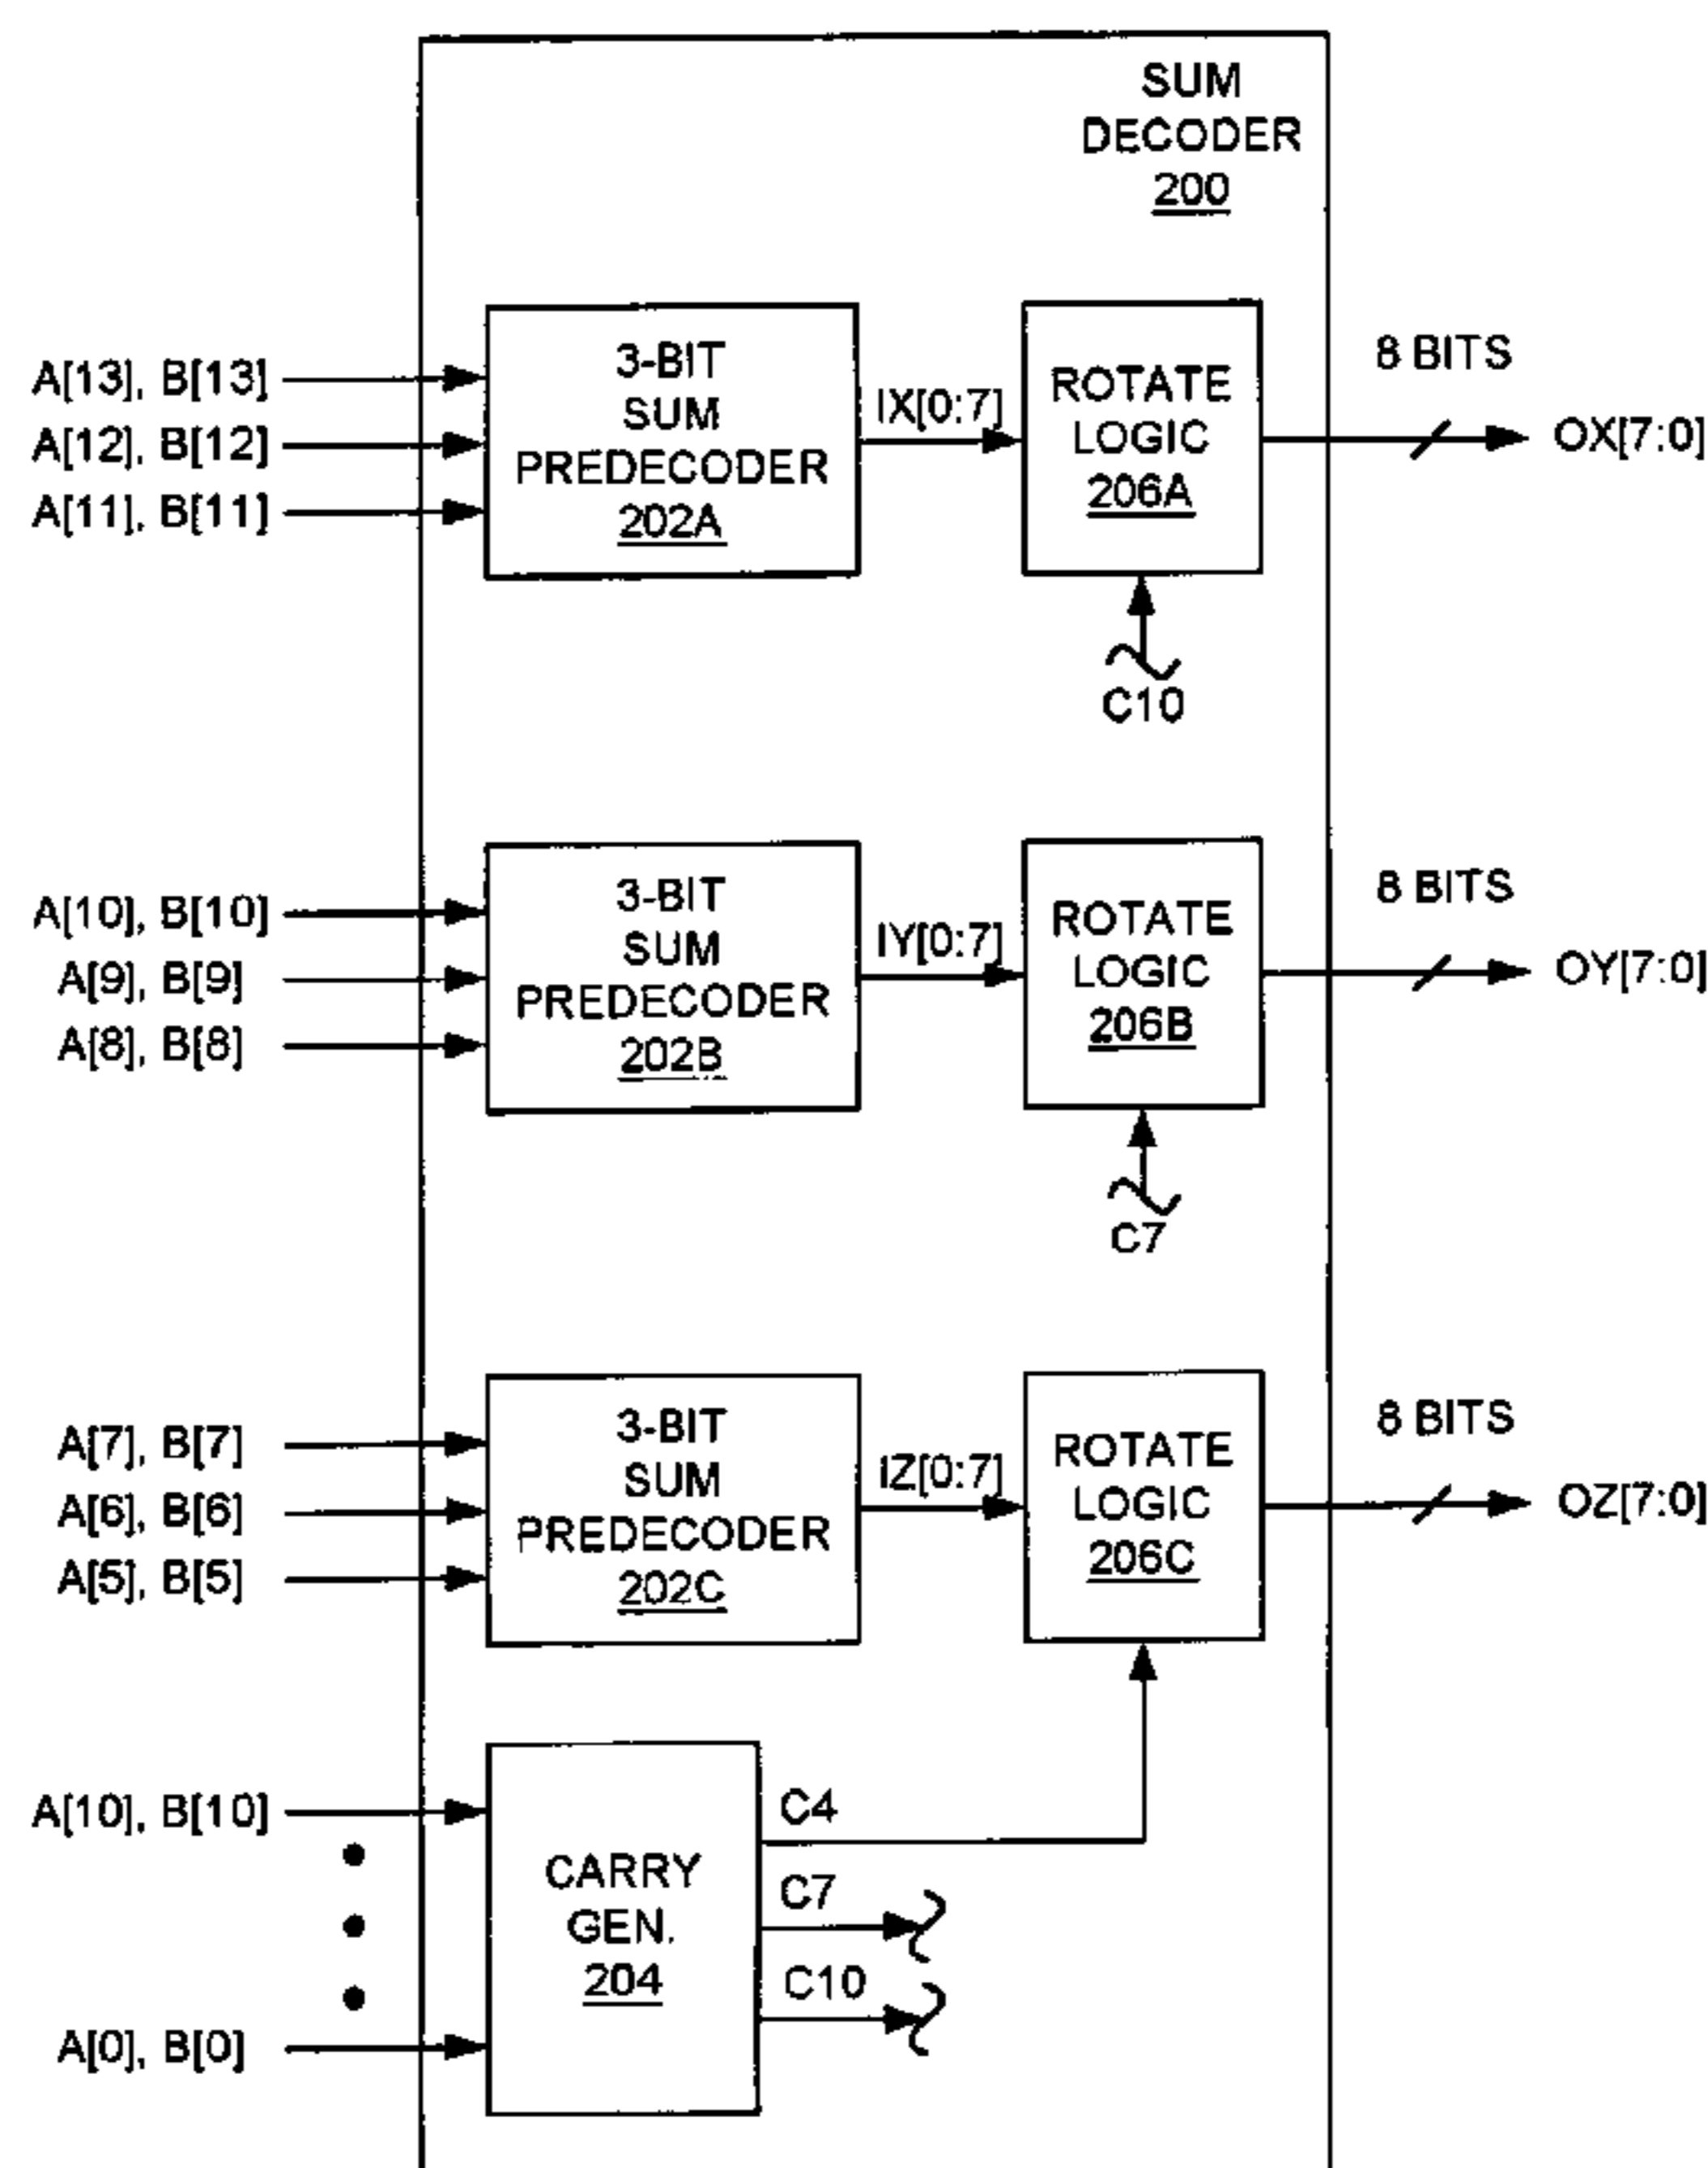 SUM
DECODER
200
A[13], B[13]
A[12], B[12]
A[11], B[11]
3-BIT
SUM
PREDECODER
202A
IX[0:7]
ROTATE
LOGIC
206A
8 BITS
OX[7:0]
C10
A[10], B[10]
A[9], B[9]
A[8], B[8]
3-BIT
SUM
PREDECODER
202B
IY[0:7]
ROTATE
LOGIC
206B
8 BITS
OY[7:0]
C7
A[7], B[7]
A[6], B[6]
A[5], B[5]
3-BIT
SUM
PREDECODER
202C
IZ[0:7]
ROTATE
LOGIC
206C
8 BITS
OZ[7:0]
A[10], B[10]
A[0], B[0]
CARRY
GEN.
204
C4
C7
C10